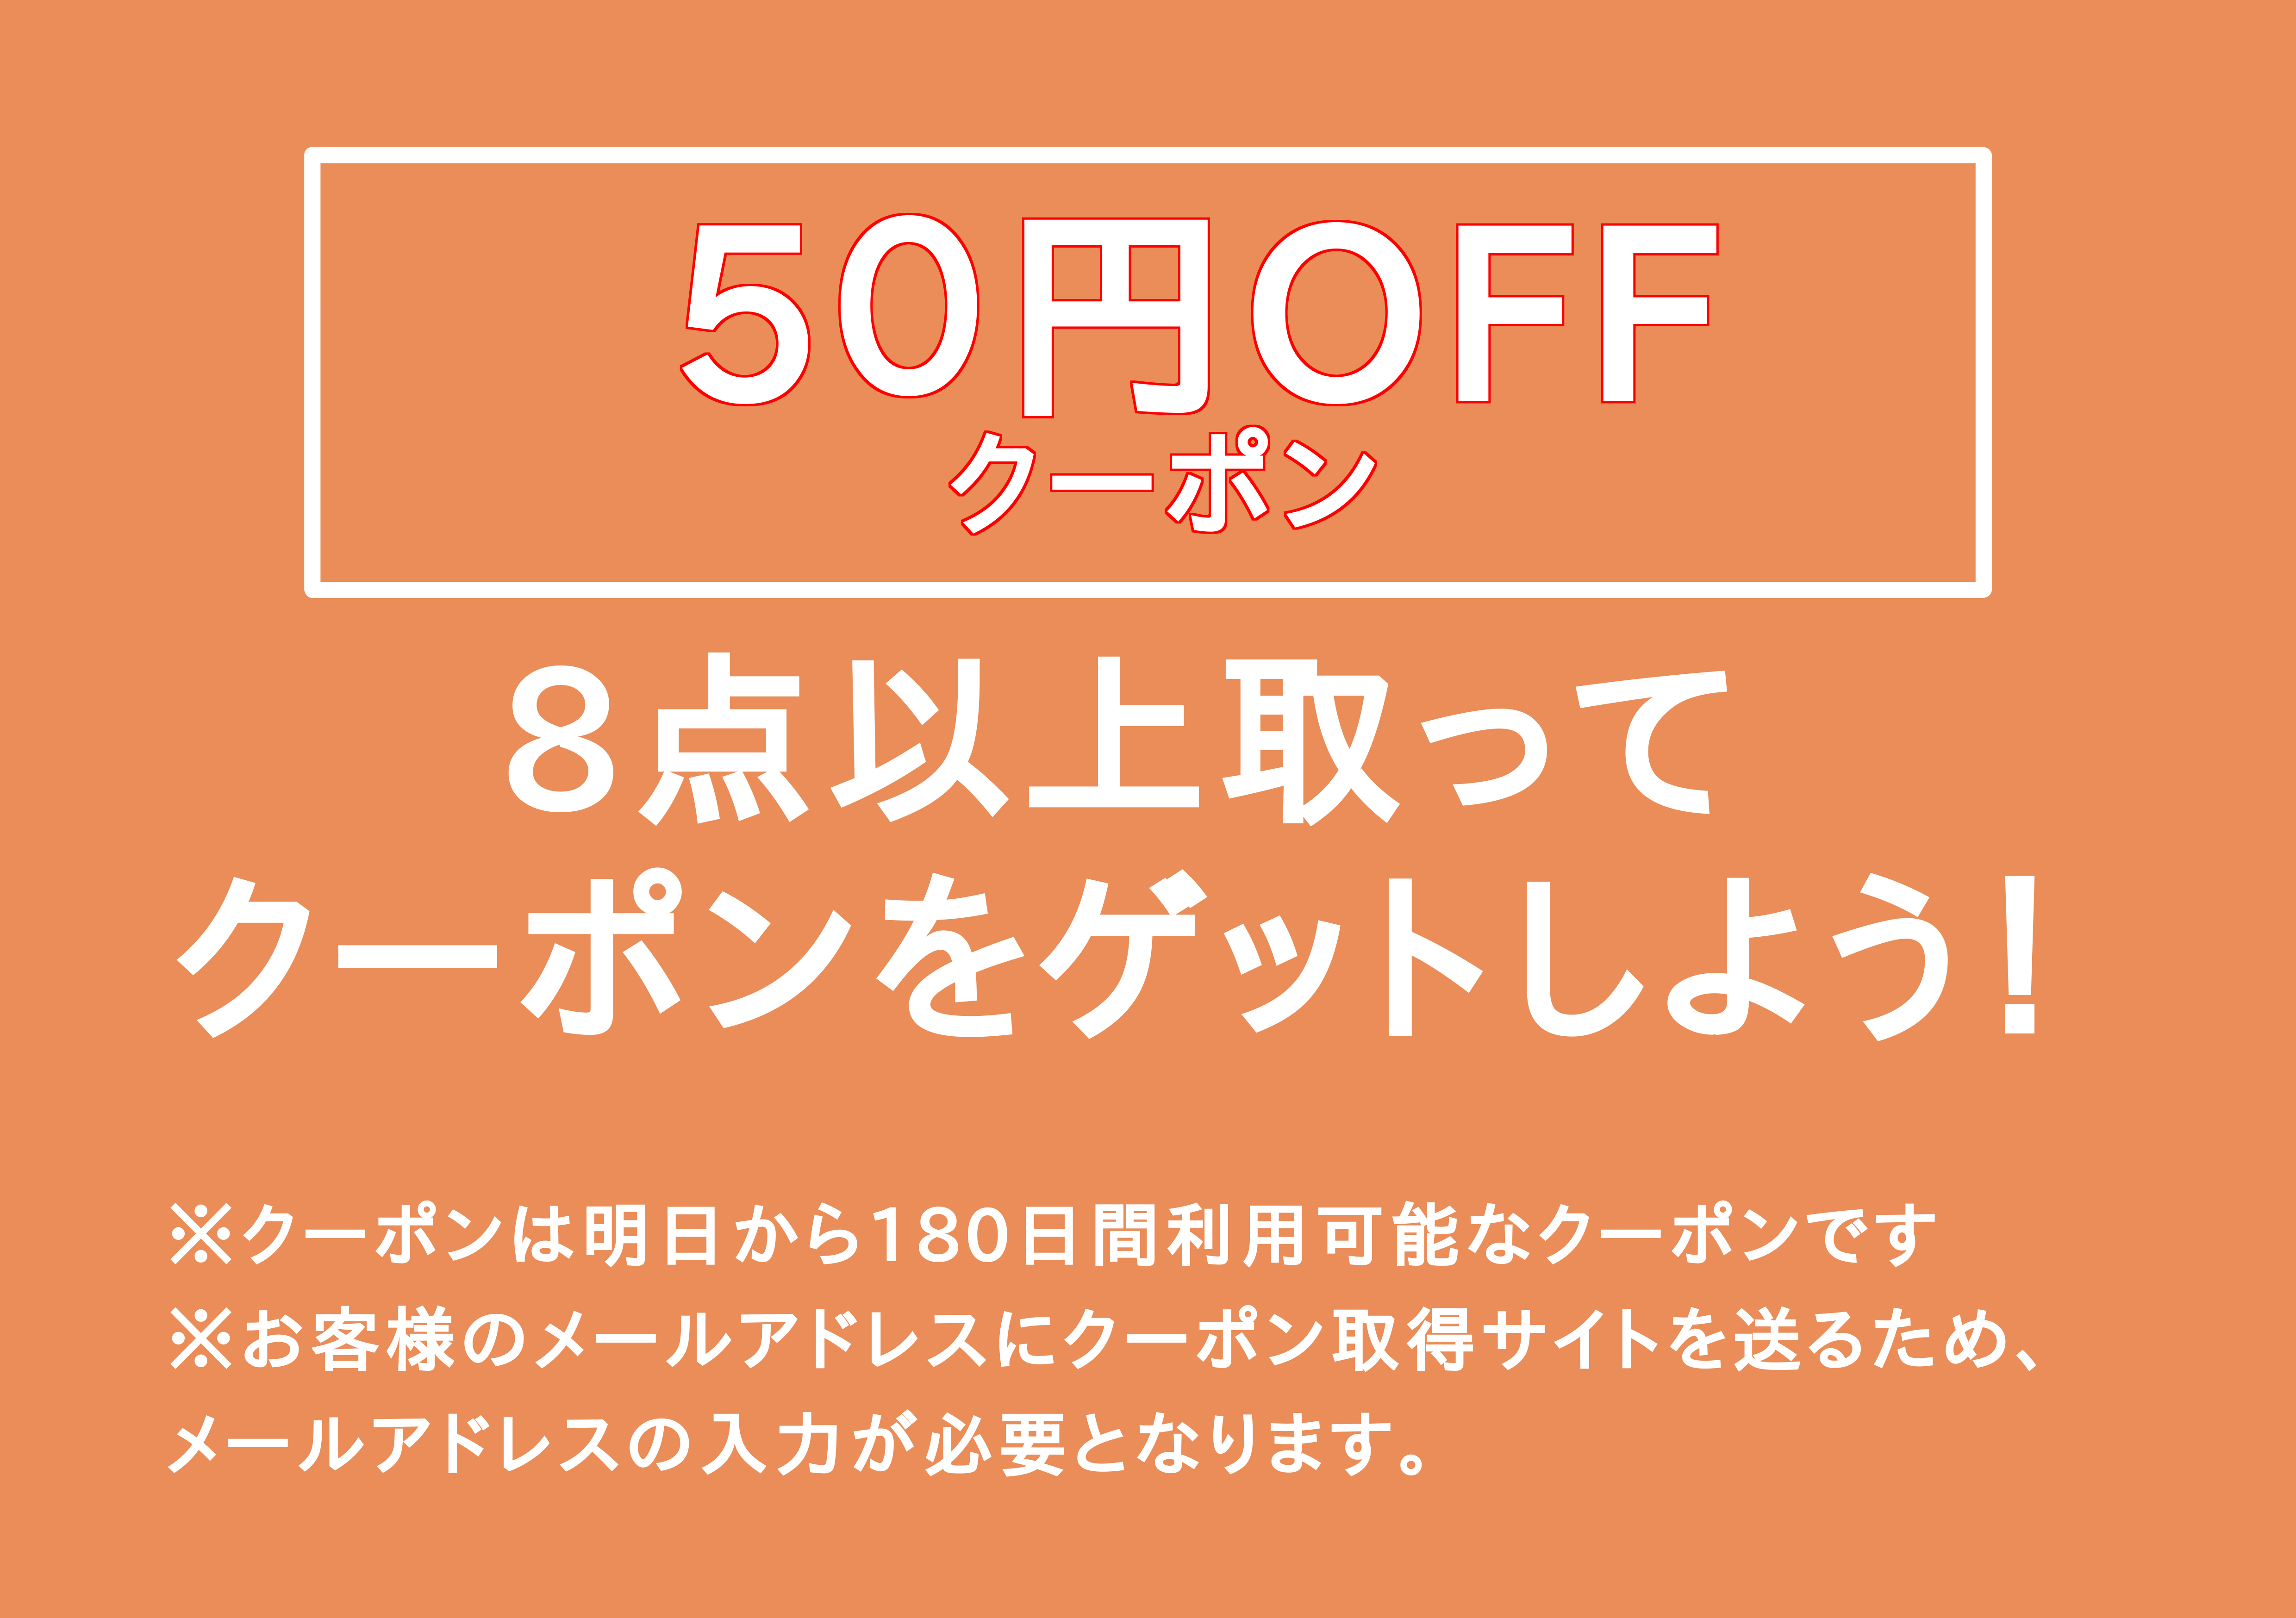 50円OFF
クーポン
8点以上取って
クーポンをゲットしよう！
※クーポンは明日から180日間利用可能なクーポンです
※お客様のメールアドレスにクーポン取得サイトを送るため、
メールアドレスの入力が必要となります。